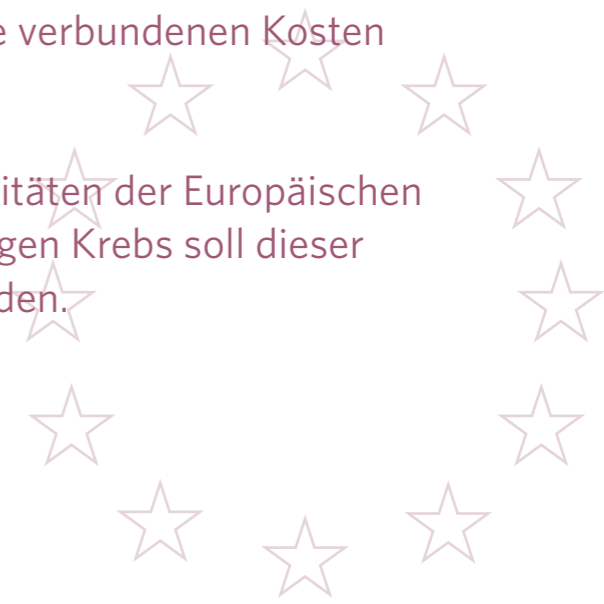 e verbundenen Kosten
itäten der Europäischen
gen Krebs soll dieser
den.